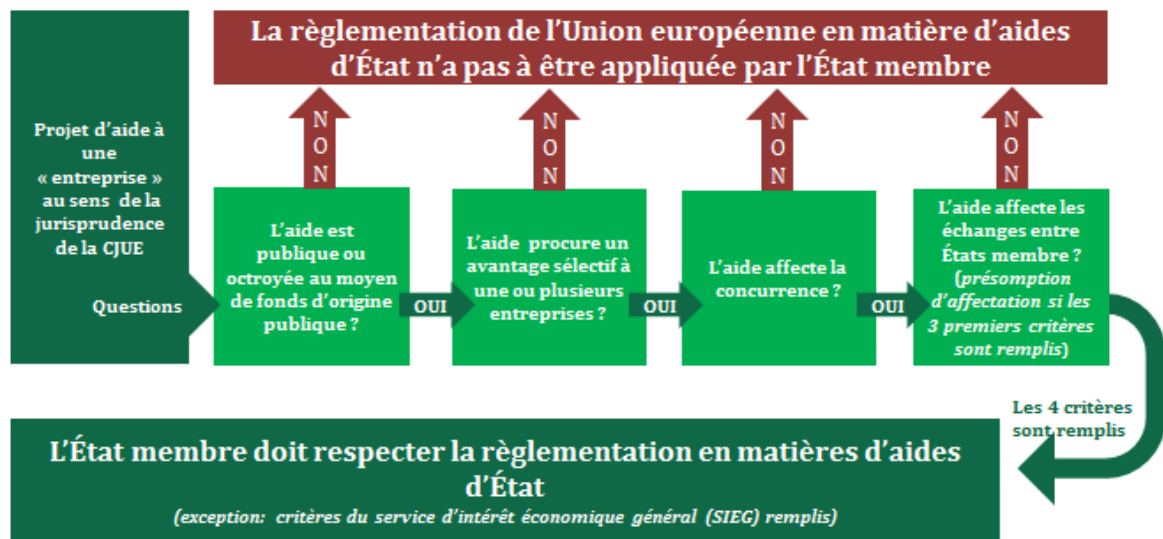 La règlementation de l'Union européenne en matière d'aides
d'État n'a pas à être appliquée par l'État membre
Projet d'aide à
une
« entreprise »
au sens de la
jurisprudence
de la CJUE
Questions
N
O
N
N
O
N
N
O
N
N
O
N
L'aide est
publique ou
octroyée au moyen
de fonds d'origine
publique ?
OUI
L'aide procure un
avantage sélectif à
une ou plusieurs
entreprises ?
OUI
L'aide affecte la
concurrence ?
OUI
L'aide affecte les
échanges entre
États membre ?
(présomption
d'affectation si les
3 premiers critères
sont remplis)
Les 4 critères
sont remplis
L'État membre doit respecter la règlementation en matières d'aides
d'État
(exception: critères du service d'intérêt économique général (SIEG) remplis)